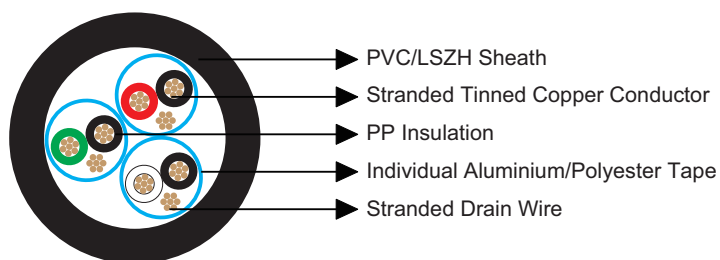 PVC/LSZH Sheath
Stranded Tinned Copper Conductor
PP Insulation
Individual Aluminium/Polyester Tape
Stranded Drain Wire